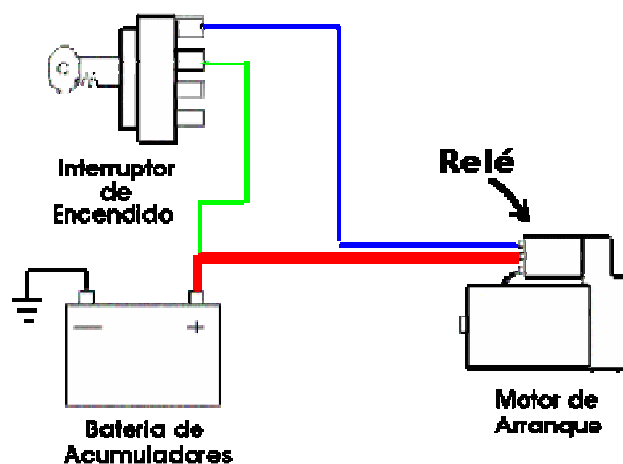 Interruptor
de
Encendido
Relé
Motor de
Arranque
Bateria de
Acumuladores